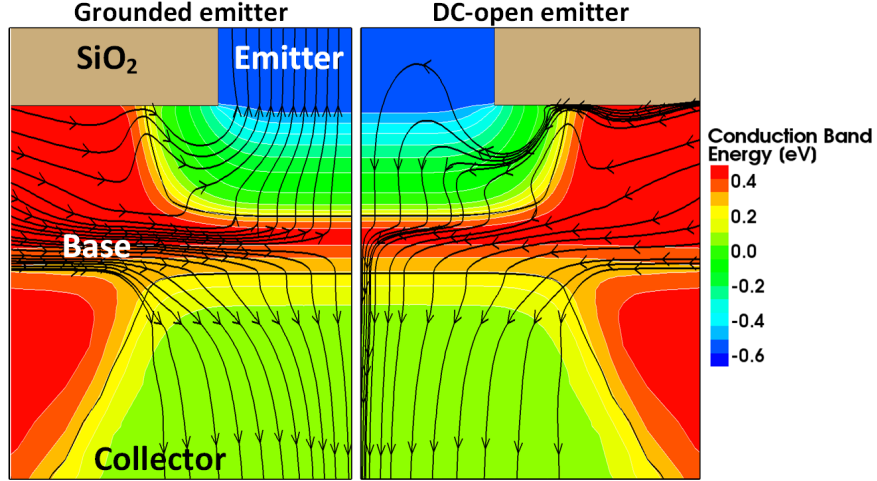 Grounded emitter
DC-open emitter
SiO₂
Emitter
Base
Collector
Conduction Band
Energy (eV)
0.4
0.2
0.0
-0.2
-0.4
-0.6